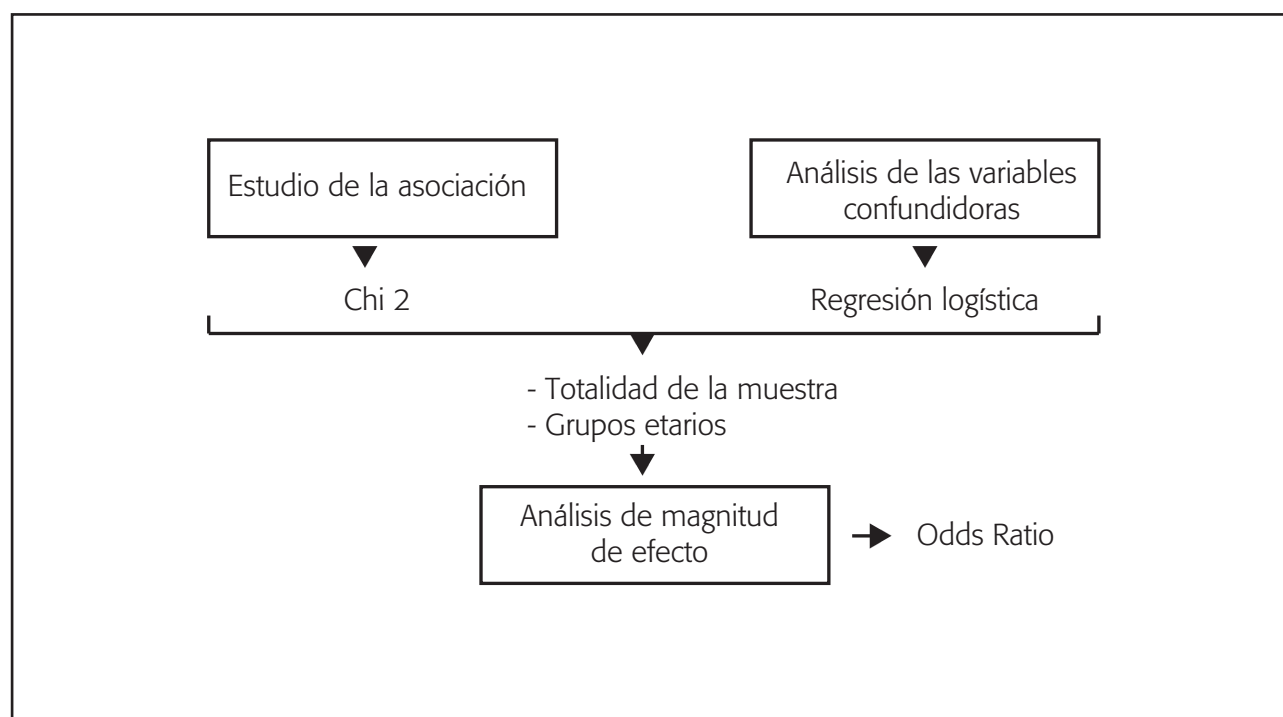 Estudio de la asociación
Análisis de las variables
confundidoras
Chi 2
Regresión logística
- Totalidad de la muestra
- Grupos etarios
Análisis de magnitud
de efecto
Odds Ratio